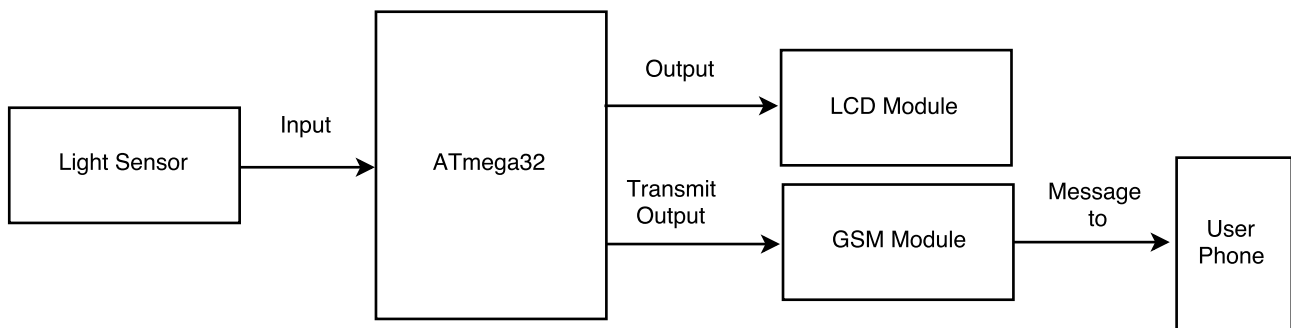 Light Sensor
Input
ATmega32
Output
LCD Module
Transmit
Output
GSM Module
Message
to
User
Phone